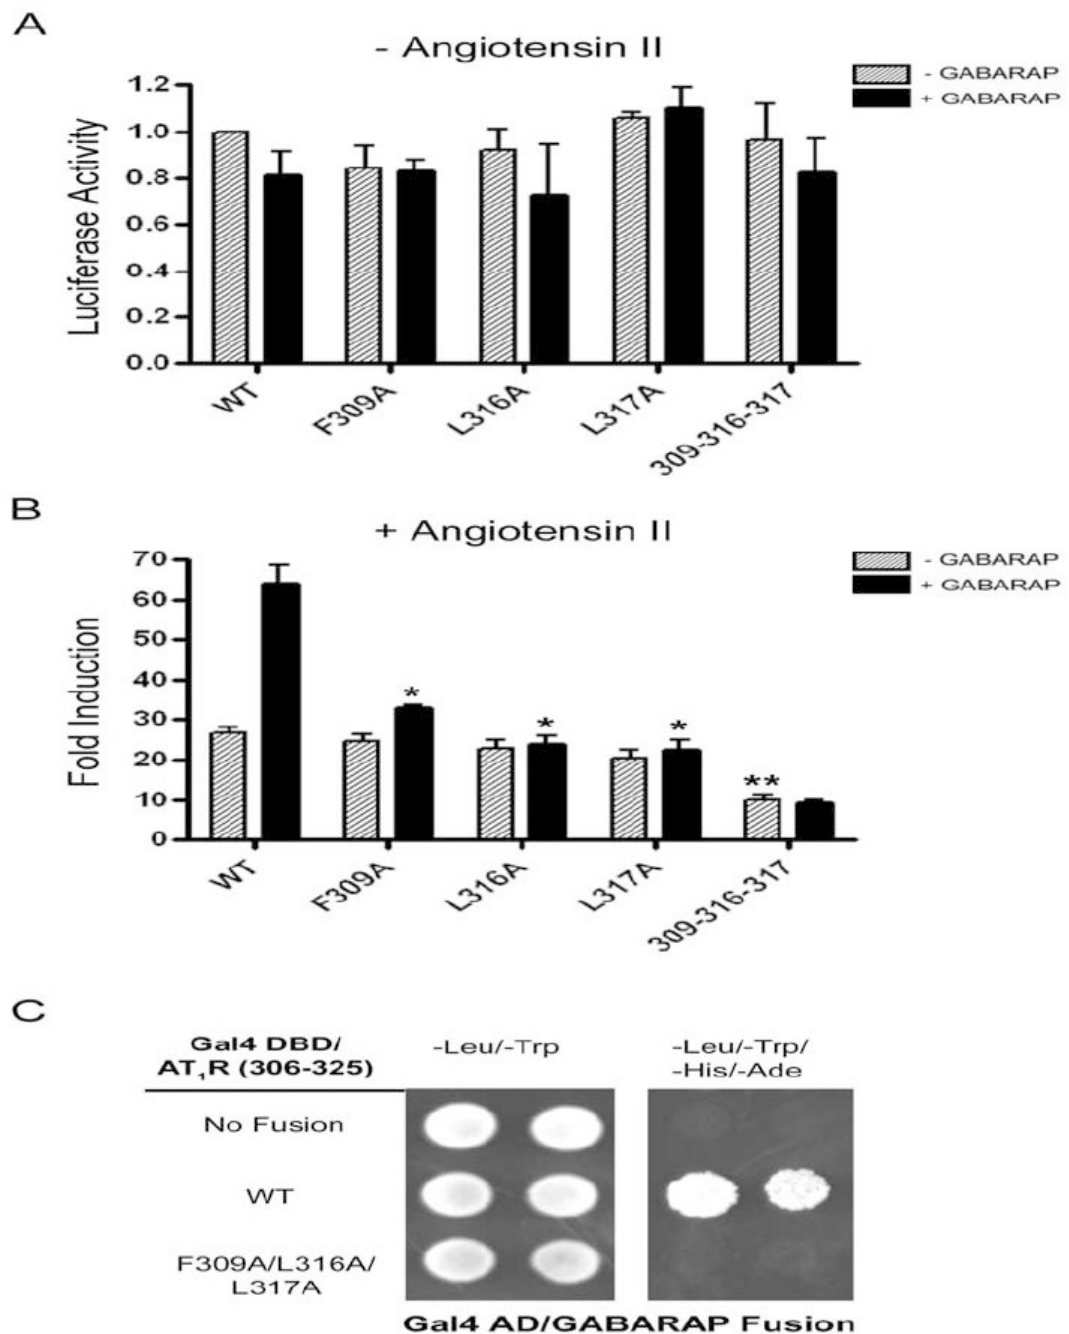 A
- Angiotensin II
- GABARAP
+ GABARAP
Luciferase Activity
1.2
1.0
0.8
0.6
0.4
0.2
0.0
WT
F309A
L316A
L317A
309-316-317
B
+ Angiotensin II
- GABARAP
+ GABARAP
Fold Induction
70
60
50
40
30
20
10
0
*
*
*
**
WT
F309A
L316A
L317A
309-316-317
C
Gal4 DBD/
AT₁R (306-325)
-Leu/-Trp
-Leu/-Trp/
-His/-Ade
No Fusion
WT
F309A/L316A/
L317A
Gal4 AD/GABARAP Fusion